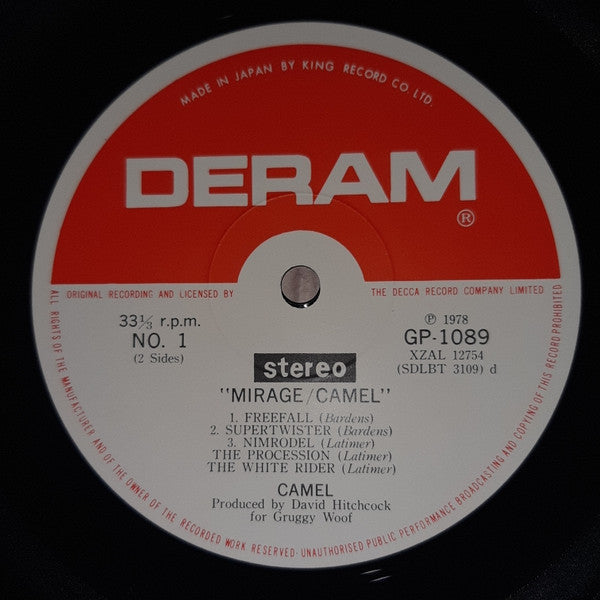 MADE IN JAPAN BY KING RECORD CO. LTD.
DERAM
®
ORIGINAL RECORDING AND LICENSED BY THE DECCA RECORD COMPANY LIMITED
33⅓ r.p.m.
NO. 1
(2 Sides)
℗ 1978
GP-1089
XZAL 12754
(SDLBT 3109) d
stereo
"MIRAGE/CAMEL"
1. FREEFALL (Bardens)
2. SUPERTWISTER (Bardens)
3. NIMRODEL (Latimer)
THE PROCESSION (Latimer)
THE WHITE RIDER (Latimer)
CAMEL
Produced by David Hitchcock
for Gruggy Woof
ALL RIGHTS OF THE MANUFACTURER AND OF THE OWNER OF THE RECORDED WORK RESERVED·UNAUTHORISED PUBLIC PERFORMANCE BROADCASTING AND COPYING OF THIS RECORD PROHIBITED